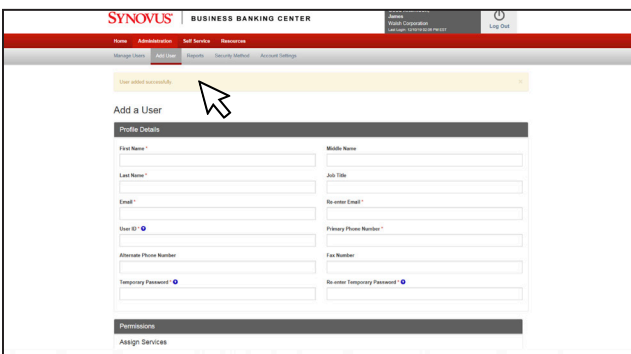 SYNOVUS® BUSINESS BANKING CENTER
James
Walsh Corporation
Log Out
Home Administration Self Service Resources
Manage Users Add User Reports Security Method Account Settings
User added successfully.
Add a User
Profile Details
First Name * Middle Name
Last Name * Job Title
Email * Re-enter Email *
User ID * Primary Phone Number *
Alternate Phone Number Fax Number
Temporary Password * Re-enter Temporary Password *
Permissions
Assign Services